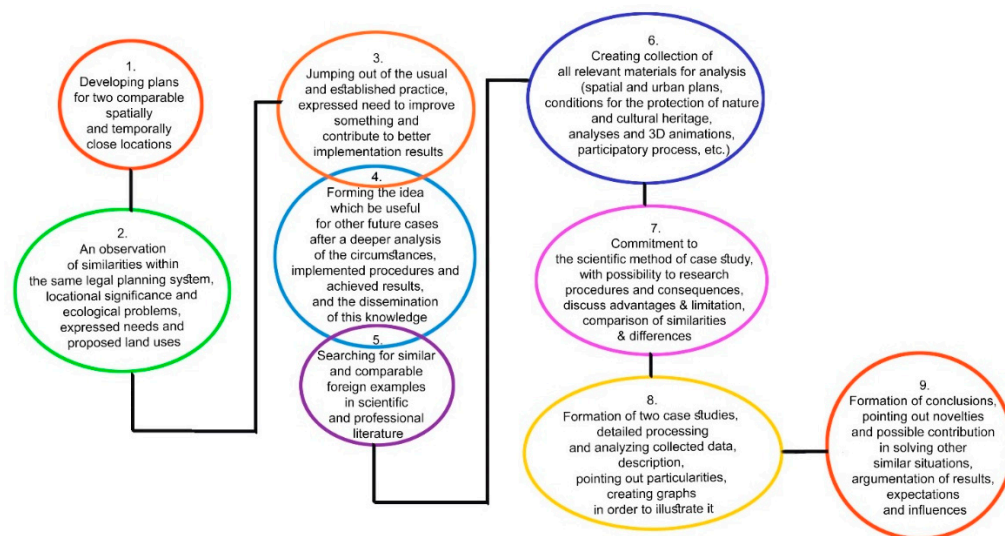 1.
Developing plans
for two comparable
spatially
and temporally
close locations
2.
An observation
of similarities within
the same legal planning system,
locational significance and
ecological problems,
expressed needs and
proposed land uses
3.
Jumping out of the usual
and established practice,
expressed need to improve
something and
contribute to better
implementation results
4.
Forming the idea
which be useful
for other future cases
after a deeper analysis
of the circumstances,
implemented procedures and
achieved results,
and the dissemination
of this knowledge
5.
Searching for similar
and comparable
foreign examples
in scientific
and professional
literature
6.
Creating collection of
all relevant materials for analysis
(spatial and urban plans,
conditions for the protection of nature
and cultural heritage,
analyses and 3D animations,
participatory process, etc.)
7.
Commitment to
the scientific method of case study,
with possibility to research
procedures and consequences,
discuss advantages & limitation,
comparison of similarities
& differences
8.
Formation of two case studies,
detailed processing
and analyzing collected data,
description,
pointing out particularities,
creating graphs
in order to illustrate it
9.
Formation of conclusions,
pointing out novelties
and possible contribution
in solving other
similar situations,
argumentation of results,
expectations
and influences